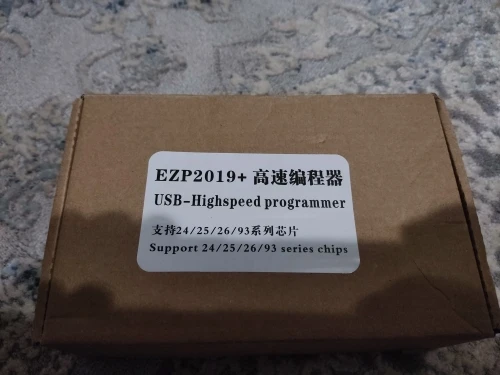 EZP2019+ 高速编程器
USB-Highspeed programmer
支持24/25/26/93系列芯片
Support 24/25/26/93 series chips